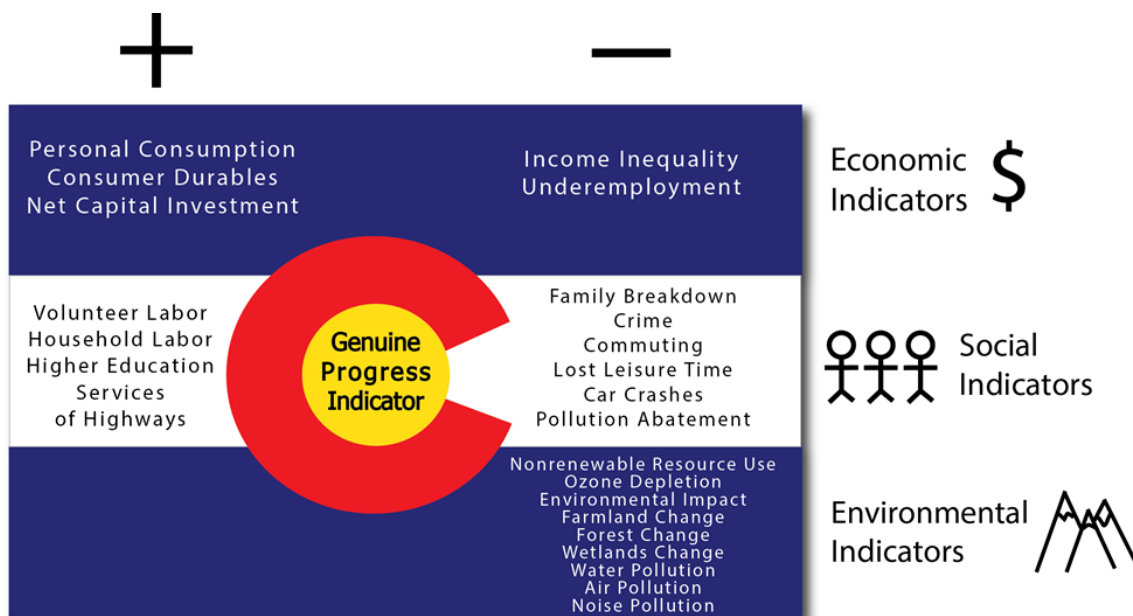 +
−
Personal Consumption
Consumer Durables
Net Capital Investment
Income Inequality
Underemployment
Economic
Indicators
$
Volunteer Labor
Household Labor
Higher Education
Services
of Highways
Genuine
Progress
Indicator
Family Breakdown
Crime
Commuting
Lost Leisure Time
Car Crashes
Pollution Abatement
Social
Indicators
Nonrenewable Resource Use
Ozone Depletion
Environmental Impact
Farmland Change
Forest Change
Wetlands Change
Water Pollution
Air Pollution
Noise Pollution
Environmental
Indicators